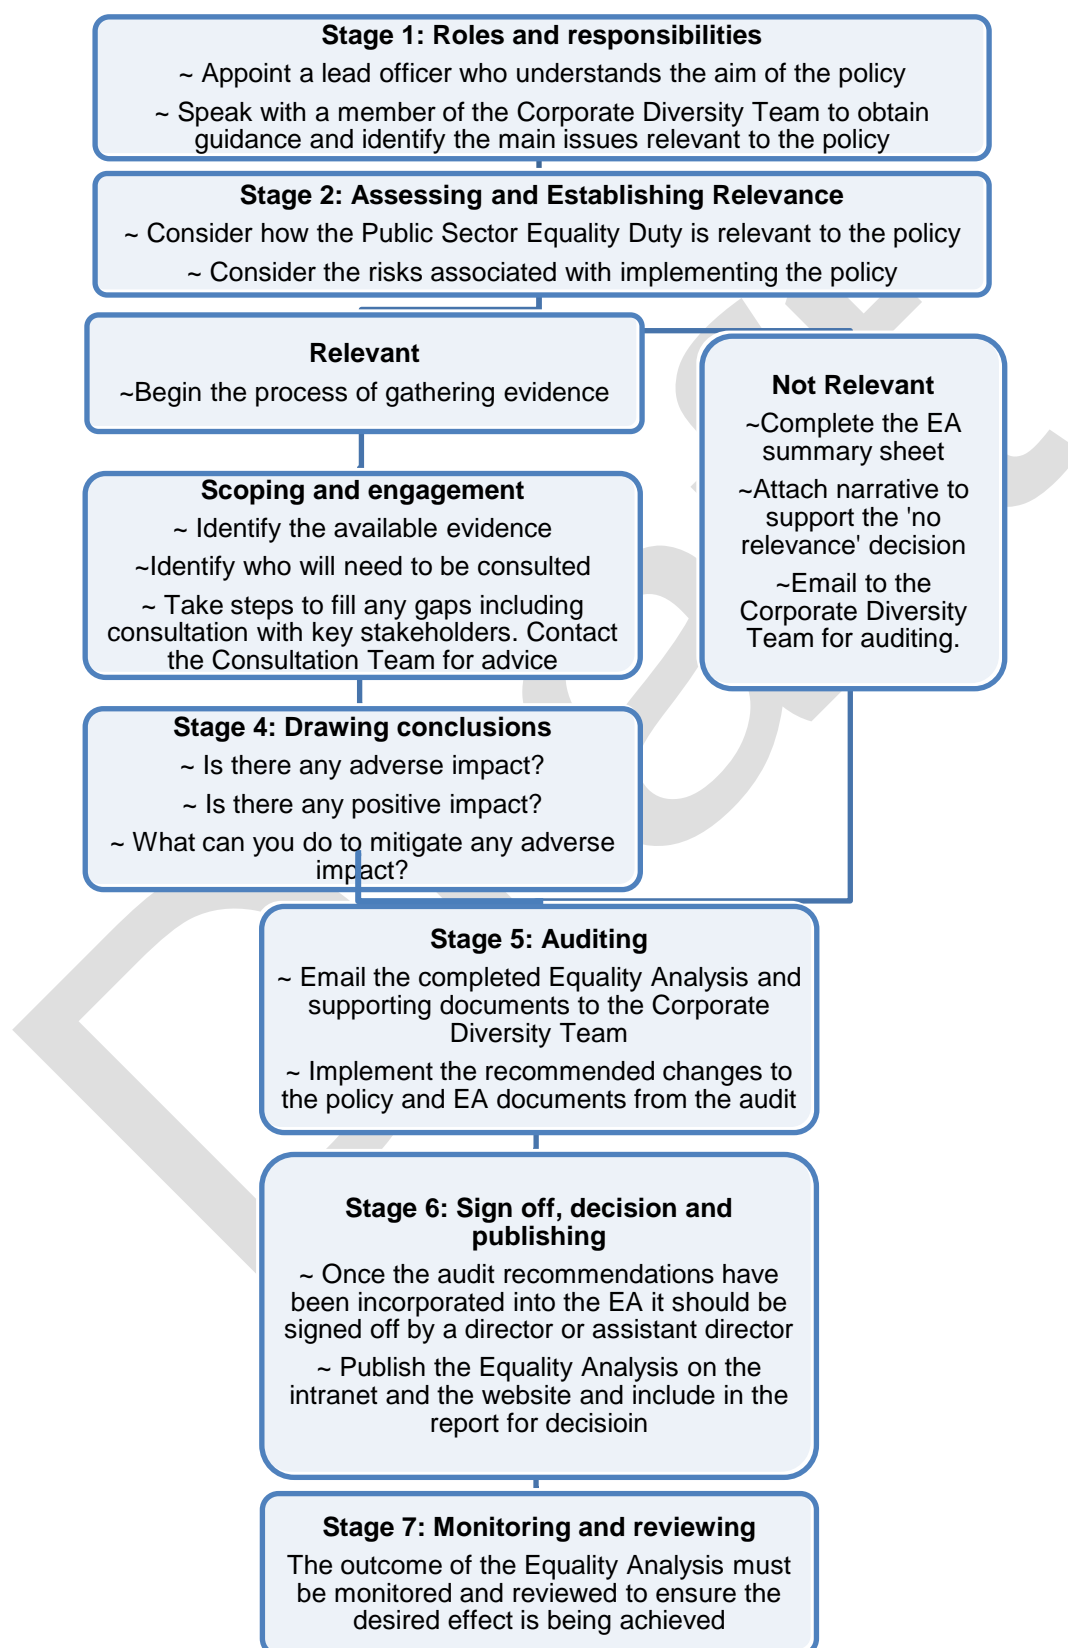 Stage 1: Roles and responsibilities
~ Appoint a lead officer who understands the aim of the policy
~ Speak with a member of the Corporate Diversity Team to obtain
guidance and identify the main issues relevant to the policy
Stage 2: Assessing and Establishing Relevance
~ Consider how the Public Sector Equality Duty is relevant to the policy
~ Consider the risks associated with implementing the policy
Relevant
~Begin the process of gathering evidence
Not Relevant
~Complete the EA
summary sheet
~Attach narrative to
support the 'no
relevance' decision
~Email to the
Corporate Diversity
Team for auditing.
Scoping and engagement
~ Identify the available evidence
~Identify who will need to be consulted
~ Take steps to fill any gaps including
consultation with key stakeholders. Contact
the Consultation Team for advice
Stage 4: Drawing conclusions
~ Is there any adverse impact?
~ Is there any positive impact?
~ What can you do to mitigate any adverse
impact?
Stage 5: Auditing
~ Email the completed Equality Analysis and
supporting documents to the Corporate
Diversity Team
~ Implement the recommended changes to
the policy and EA documents from the audit
Stage 6: Sign off, decision and
publishing
~ Once the audit recommendations have
been incorporated into the EA it should be
signed off by a director or assistant director
~ Publish the Equality Analysis on the
intranet and the website and include in the
report for decisioin
Stage 7: Monitoring and reviewing
The outcome of the Equality Analysis must
be monitored and reviewed to ensure the
desired effect is being achieved